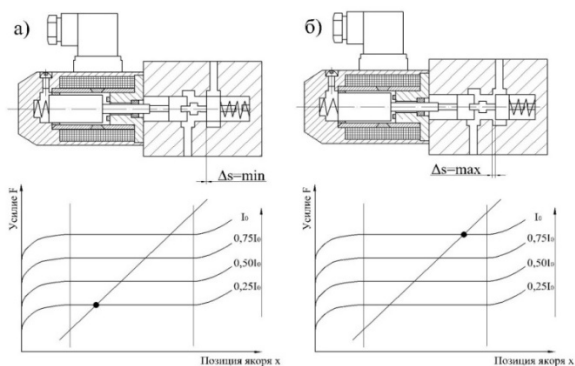 а)
Δs=min
Усилие F
I₀
0,75I₀
0,50I₀
0,25I₀
Позиция якоря x
б)
Δs=max
Усилие F
I₀
0,75I₀
0,50I₀
0,25I₀
Позиция якоря x